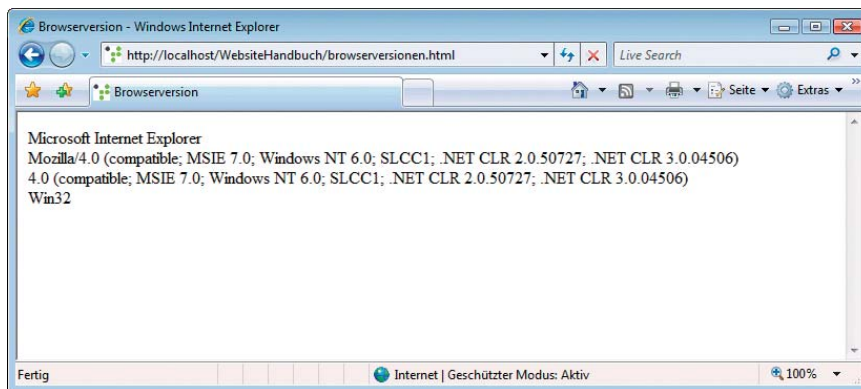 Browserversion - Windows Internet Explorer
http://localhost/WebsiteHandbuch/browserversionen.html
Live Search
Browserversion
Seite
Extras
Microsoft Internet Explorer
Mozilla/4.0 (compatible; MSIE 7.0; Windows NT 6.0; SLCC1; .NET CLR 2.0.50727; .NET CLR 3.0.04506)
4.0 (compatible; MSIE 7.0; Windows NT 6.0; SLCC1; .NET CLR 2.0.50727; .NET CLR 3.0.04506)
Win32
Fertig
Internet | Geschützter Modus: Aktiv
100%